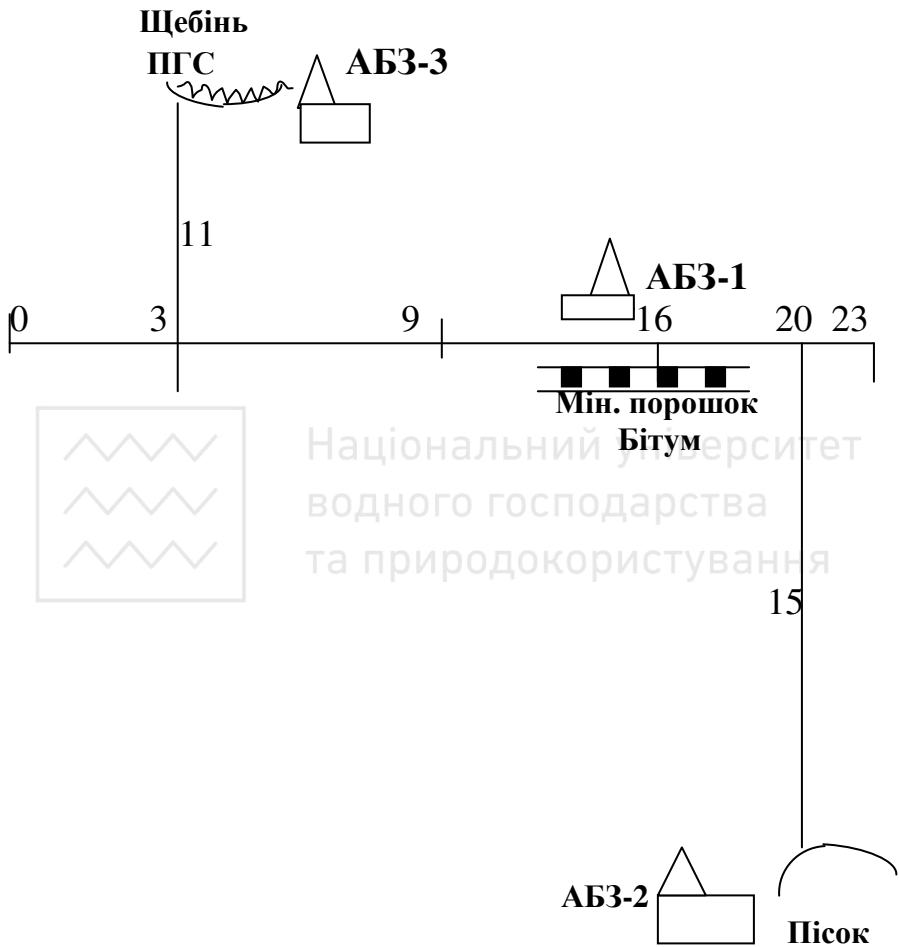 Щебінь
ПГС
АБЗ-3
11
АБЗ-1
0 3 9 16 20 23
Мін. порошок
Бітум
Національний університет
водного господарства
та природокористування
15
АБЗ-2
Пісок